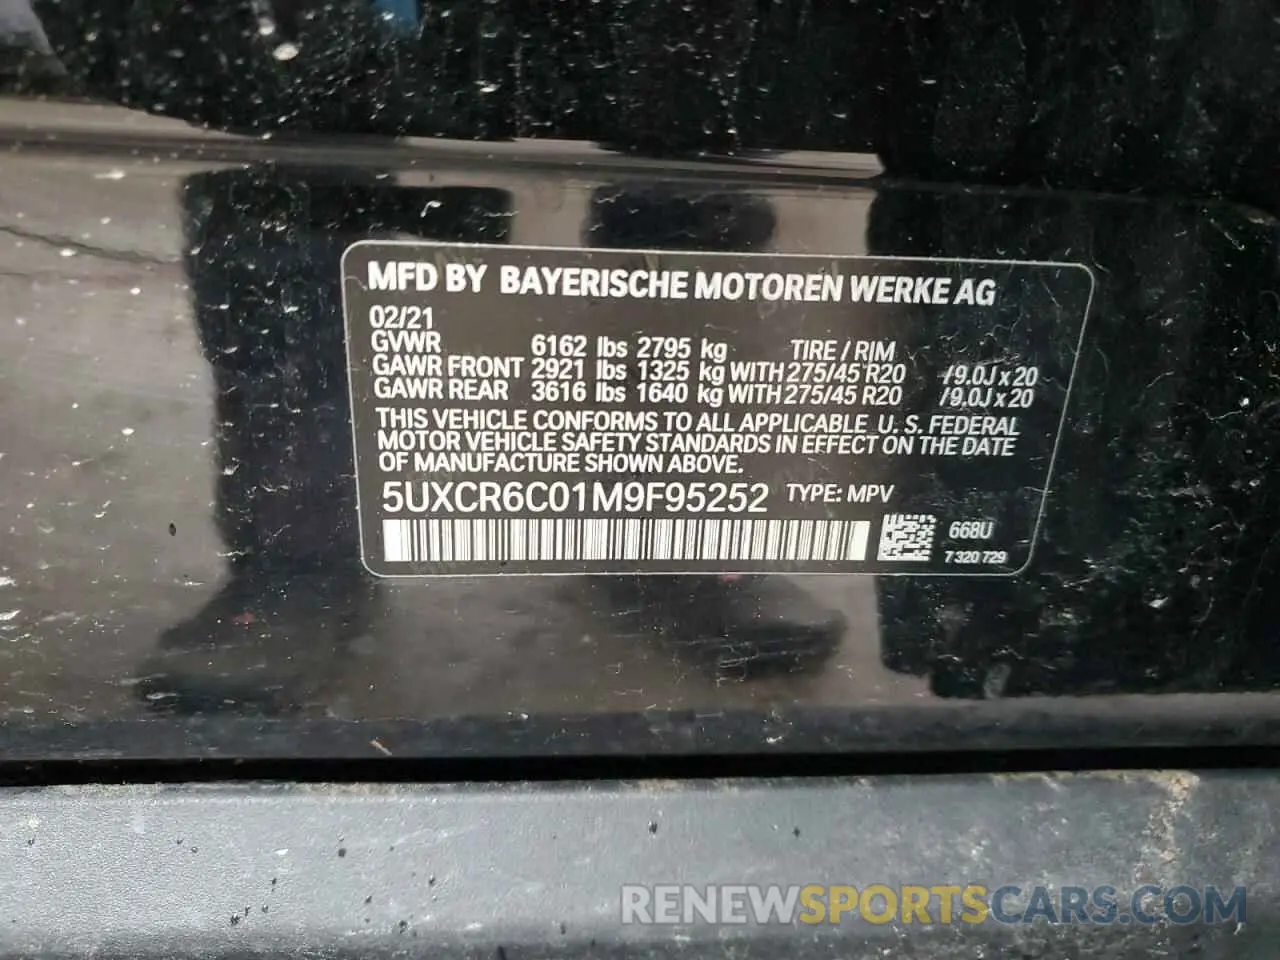 MFD BY BAYERISCHE MOTOREN WERKE AG
02/21
GVWR 6162 lbs 2795 kg TIRE / RIM
GAWR FRONT 2921 lbs 1325 kg WITH 275/45 R20 /9.0J x 20
GAWR REAR 3616 lbs 1640 kg WITH 275/45 R20 /9.0J x 20
THIS VEHICLE CONFORMS TO ALL APPLICABLE U. S. FEDERAL
MOTOR VEHICLE SAFETY STANDARDS IN EFFECT ON THE DATE
OF MANUFACTURE SHOWN ABOVE.
5UXCR6C01M9F95252 TYPE: MPV
668U
7 320 729
RENEWSPORTSCARS.COM